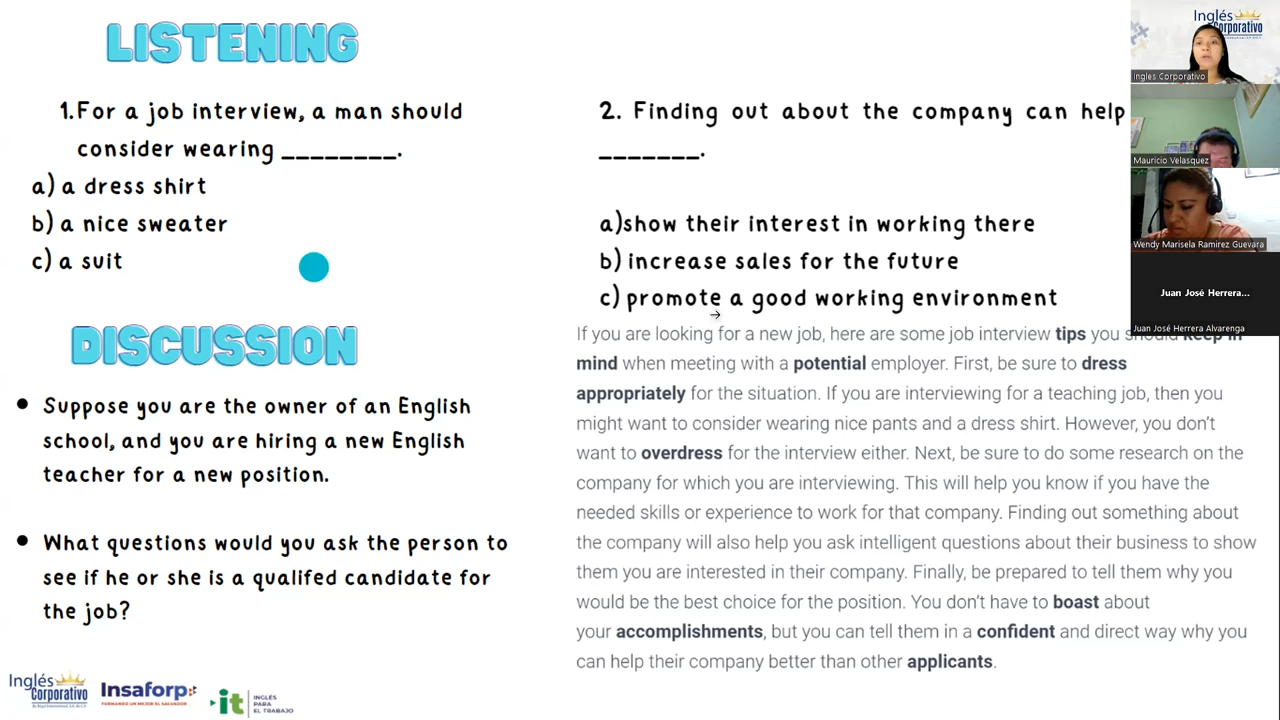 LISTENING
1. For a job interview, a man should
consider wearing ________.
a) a dress shirt
b) a nice sweater
c) a suit
2. Finding out about the company can help
_______.
a)show their interest in working there
b) increase sales for the future
c) promote a good working environment
If you are looking for a new job, here are some job interview tips you should keep in
mind when meeting with a potential employer. First, be sure to dress
appropriately for the situation. If you are interviewing for a teaching job, then you
might want to consider wearing nice pants and a dress shirt. However, you don't
want to overdress for the interview either. Next, be sure to do some research on the
company for which you are interviewing. This will help you know if you have the
needed skills or experience to work for that company. Finding out something about
the company will also help you ask intelligent questions about their business to show
them you are interested in their company. Finally, be prepared to tell them why you
would be the best choice for the position. You don't have to boast about
your accomplishments, but you can tell them in a confident and direct way why you
can help their company better than other applicants.
DISCUSSION
Suppose you are the owner of an English
school, and you are hiring a new English
teacher for a new position.
What questions would you ask the person to
see if he or she is a qualifed candidate for
the job?
Inglés
Corporativo
Insaforp
FORMANDO UN MEJOR EL SALVADOR
it
INGLÉS
PARA
EL TRABAJO
Inglés
Corporativo
Ingles Corporativo
Mauricio Velasquez
Wendy Marisela Ramirez Guevara
Juan José Herrera...
Juan José Herrera Alvarenga